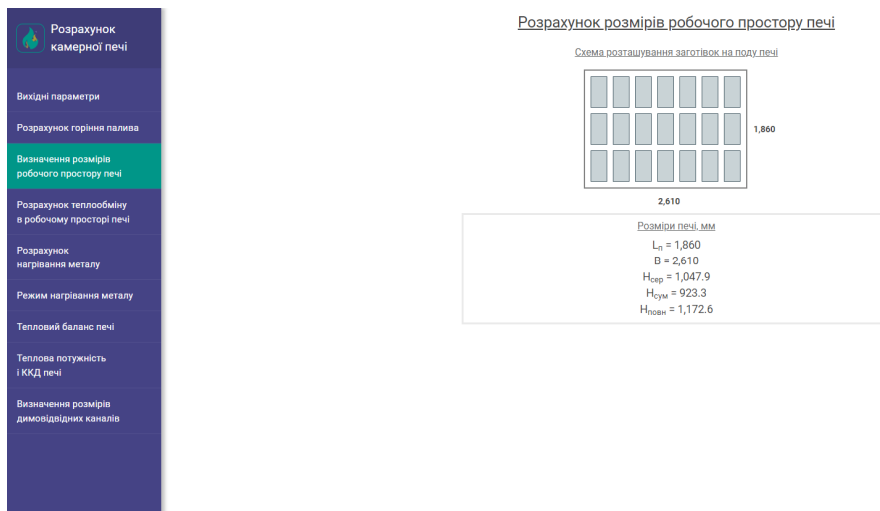 Розрахунок
камерної печі
Вихідні параметри
Розрахунок горіння палива
Визначення розмірів
робочого простору печі
Розрахунок теплообміну
в робочому просторі печі
Розрахунок
нагрівання металу
Режим нагрівання металу
Тепловий баланс печі
Теплова потужність
і ККД печі
Визначення розмірів
димовідвідних каналів
Розрахунок розмірів робочого простору печі
Схема розташування заготівок на поду печі
1,860
2,610
Розміри печі, мм
Lп = 1,860
B = 2,610
Hсер = 1,047.9
Hсум = 923.3
Hповн = 1,172.6